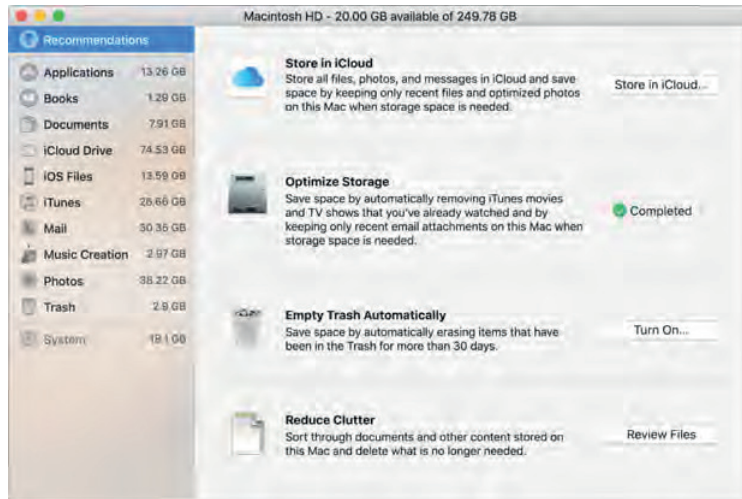 Macintosh HD - 20.00 GB available of 249.78 GB
Recommendations
Applications 13.26 GB
Books 1.29 GB
Documents 7.91 GB
iCloud Drive 74.53 GB
iOS Files 13.59 GB
iTunes 26.66 GB
Mail 30.35 GB
Music Creation 2.97 GB
Photos 36.22 GB
Trash 2.9 GB
System 19.1 GB
Store in iCloud
Store all files, photos, and messages in iCloud and save
space by keeping only recent files and optimized photos
on this Mac when storage space is needed.
Store in iCloud...
Optimize Storage
Save space by automatically removing iTunes movies
and TV shows that you've already watched and by
keeping only recent email attachments on this Mac when
storage space is needed.
Completed
Empty Trash Automatically
Save space by automatically erasing items that have
been in the Trash for more than 30 days.
Turn On...
Reduce Clutter
Sort through documents and other content stored on
this Mac and delete what is no longer needed.
Review Files